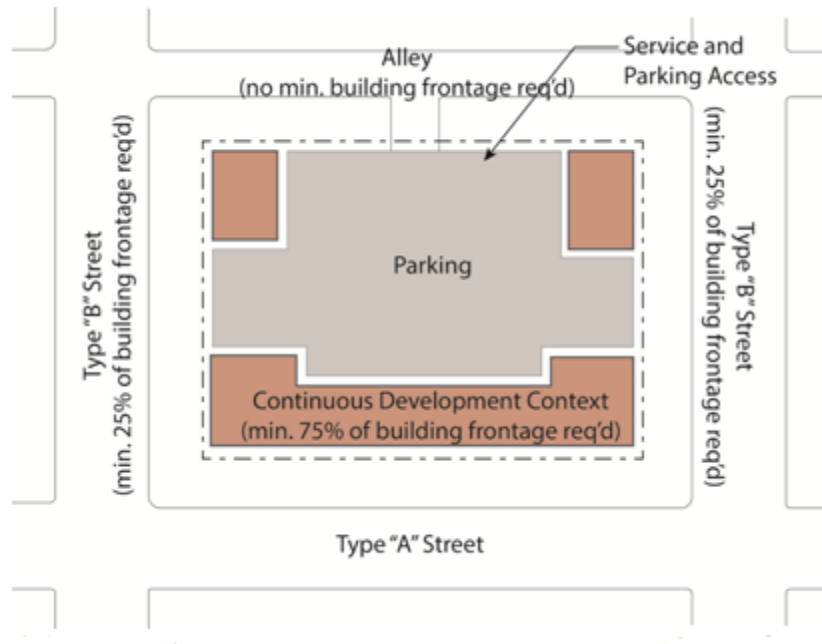 Alley
(no min. building frontage req'd)
Service and
Parking Access
Type "B" Street
(min. 25% of building frontage req'd)
Parking
Type "B" Street
(min. 25% of building frontage req'd)
Continuous Development Context
(min. 75% of building frontage req'd)
Type "A" Street